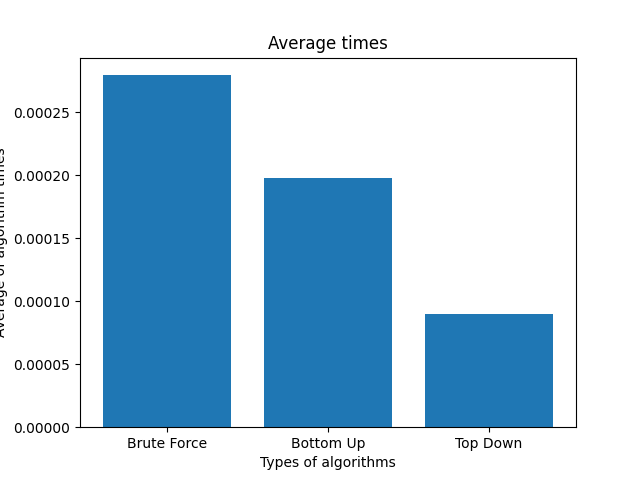 Average times
0.00025
0.00020
0.00015
0.00010
0.00005
0.00000
Average of algorithm times
Brute Force Bottom Up Top Down
Types of algorithms